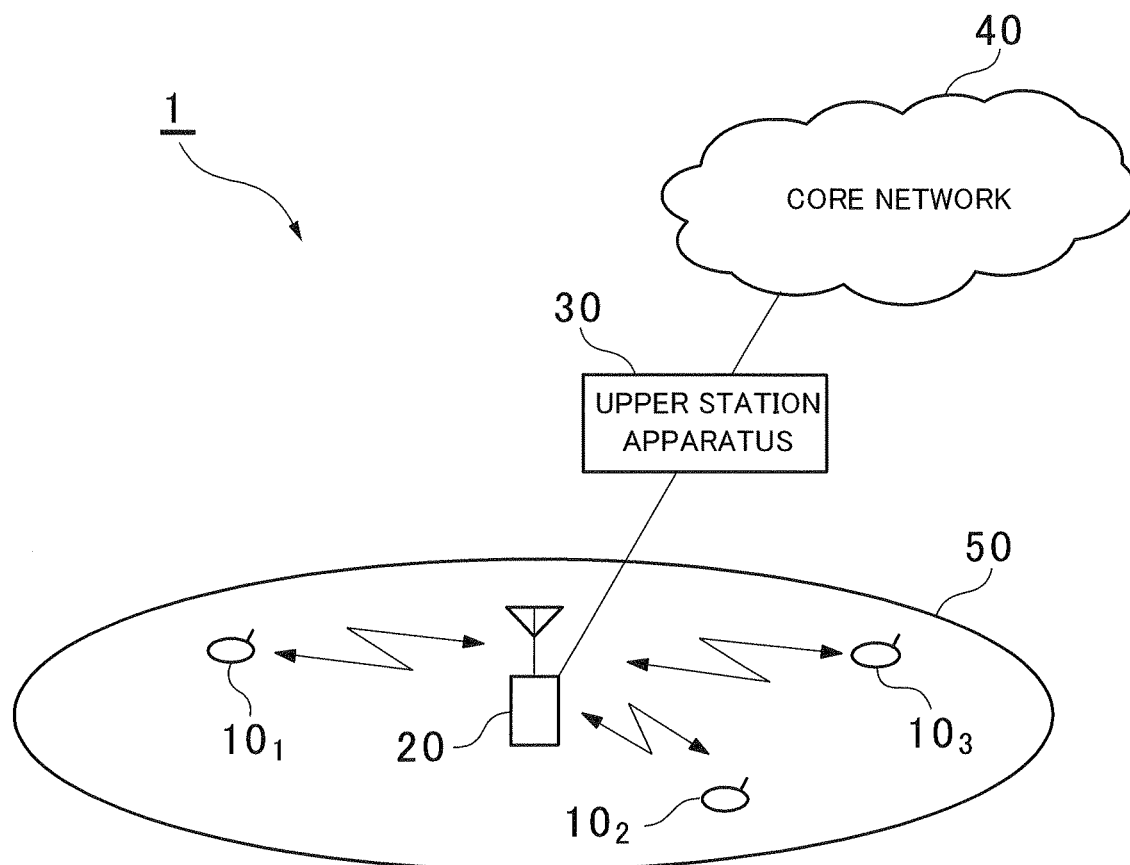 40
1
CORE NETWORK
30
UPPER STATION
APPARATUS
50
10₁
20
10₃
10₂